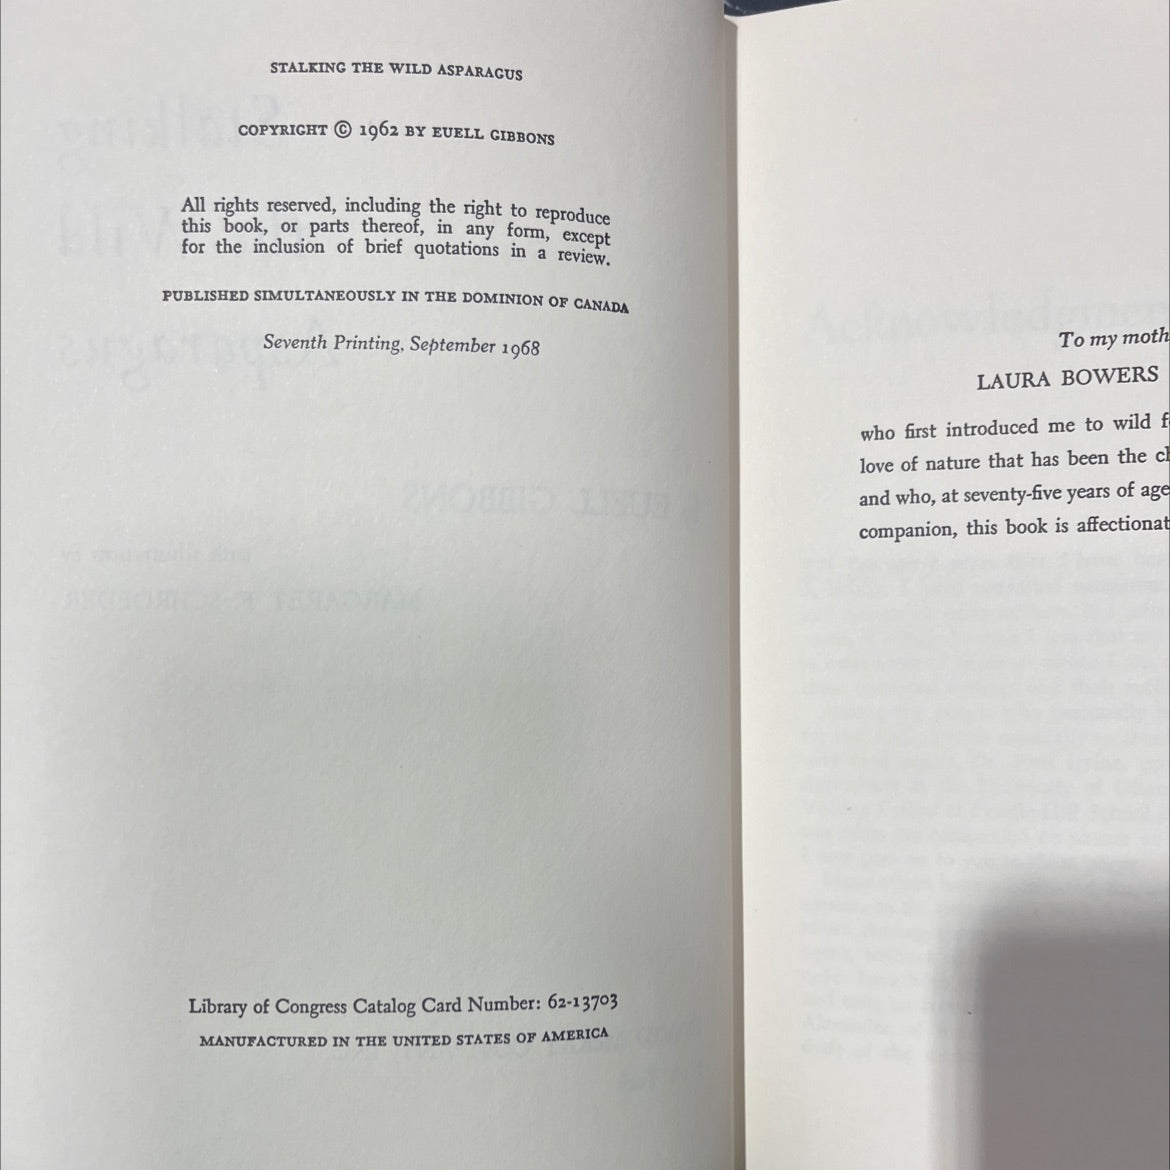 STALKING THE WILD ASPARAGUS
COPYRIGHT © 1962 BY EUELL GIBBONS
All rights reserved, including the right to reproduce
this book, or parts thereof, in any form, except
for the inclusion of brief quotations in a review.
PUBLISHED SIMULTANEOUSLY IN THE DOMINION OF CANADA
Seventh Printing, September 1968
Library of Congress Catalog Card Number: 62-13703
MANUFACTURED IN THE UNITED STATES OF AMERICA
To my moth
LAURA BOWERS
who first introduced me to wild f
love of nature that has been the
and who, at seventy-five years of age
companion, this book is affectionat